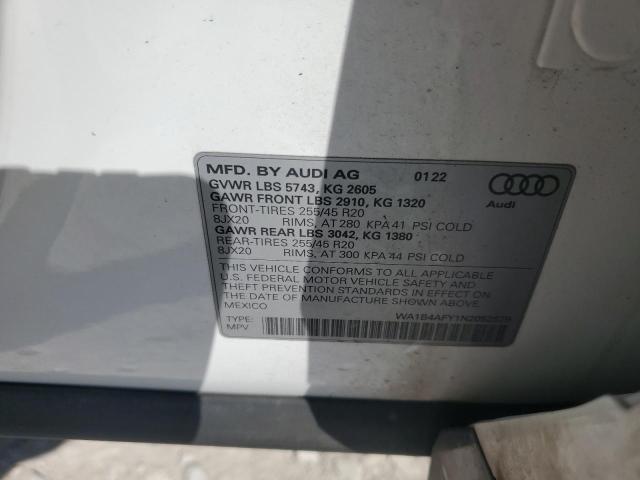 MFD. BY AUDI AG 01 22
GVWR LBS 5743, KG 2605
GAWR FRONT LBS 2910, KG 1320
FRONT-TIRES 255/45 R20
8JX20 RIMS, AT 280 KPA 41 PSI COLD
GAWR REAR LBS 3042, KG 1380
REAR-TIRES 255/45 R20
8JX20 RIMS, AT 300 KPA 44 PSI COLD
Audi
THIS VEHICLE CONFORMS TO ALL APPLICABLE
U.S. FEDERAL MOTOR VEHICLE SAFETY AND
THEFT PREVENTION STANDARDS IN EFFECT ON
THE DATE OF MANUFACTURE SHOWN ABOVE.
MEXICO
TYPE: WA1B4AFY1N2052529
MPV